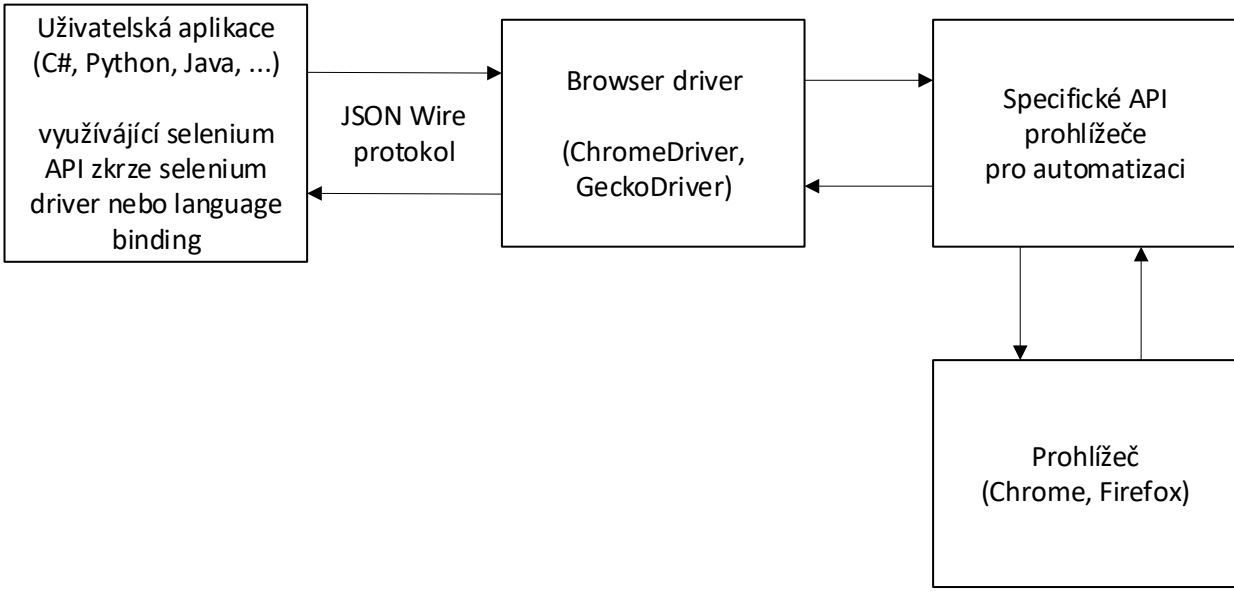 Uživatelská aplikace
(C#, Python, Java, ...)
využívájící selenium
API zkrze selenium
driver nebo language
binding
JSON Wire
protokol
Browser driver
(ChromeDriver,
GeckoDriver)
Specifické API
prohlížeče
pro automatizaci
Prohlížeč
(Chrome, Firefox)